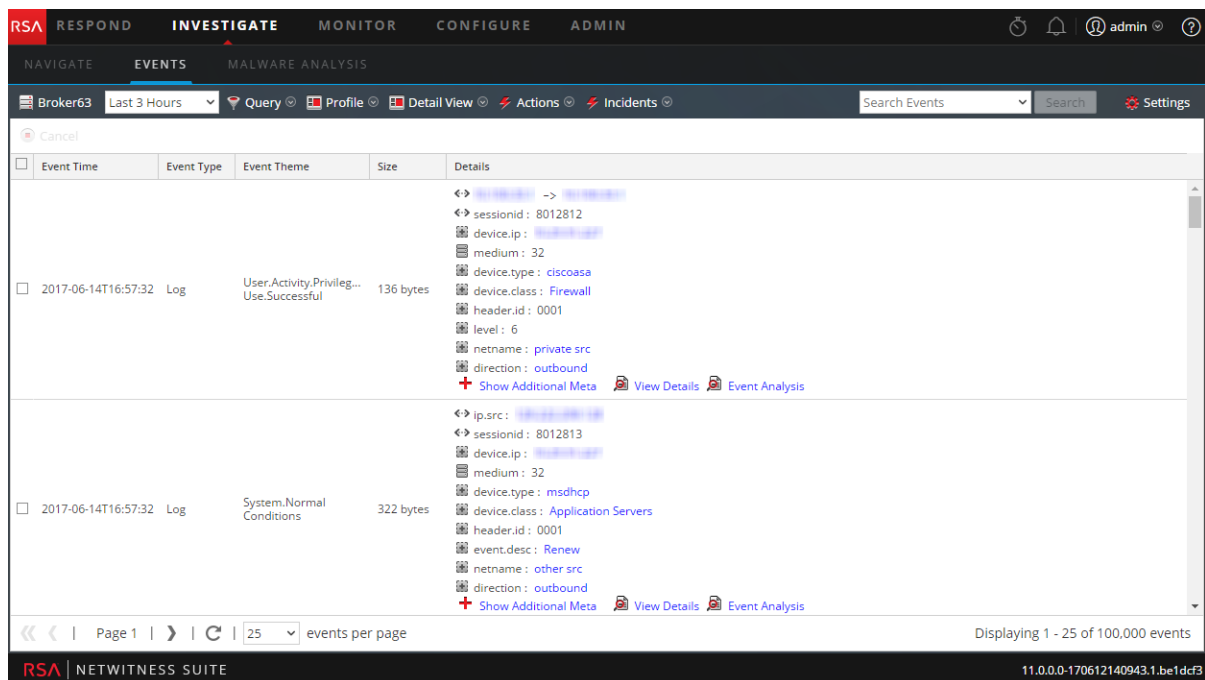 RSA RESPOND INVESTIGATE MONITOR CONFIGURE ADMIN admin ?
NAVIGATE EVENTS MALWARE ANALYSIS
Broker63 Last 3 Hours Query Profile Detail View Actions Incidents Search Events Search Settings
Cancel
Event Time Event Type Event Theme Size Details
->
sessionid : 8012812
device.ip :
medium : 32
device.type : ciscoasa
2017-06-14T16:57:32 Log User.Activity.Privileg... Use.Successful 136 bytes
device.class : Firewall
header.id : 0001
level : 6
netname : private src
direction : outbound
Show Additional Meta View Details Event Analysis
ip.src :
sessionid : 8012813
device.ip :
medium : 32
device.type : msdhcp
2017-06-14T16:57:32 Log System.Normal Conditions 322 bytes
device.class : Application Servers
header.id : 0001
event.desc : Renew
netname : other src
direction : outbound
Show Additional Meta View Details Event Analysis
Page 1 | 25 events per page Displaying 1 - 25 of 100,000 events
RSA | NETWITNESS SUITE 11.0.0.0-170612140943.1.be1dcf3